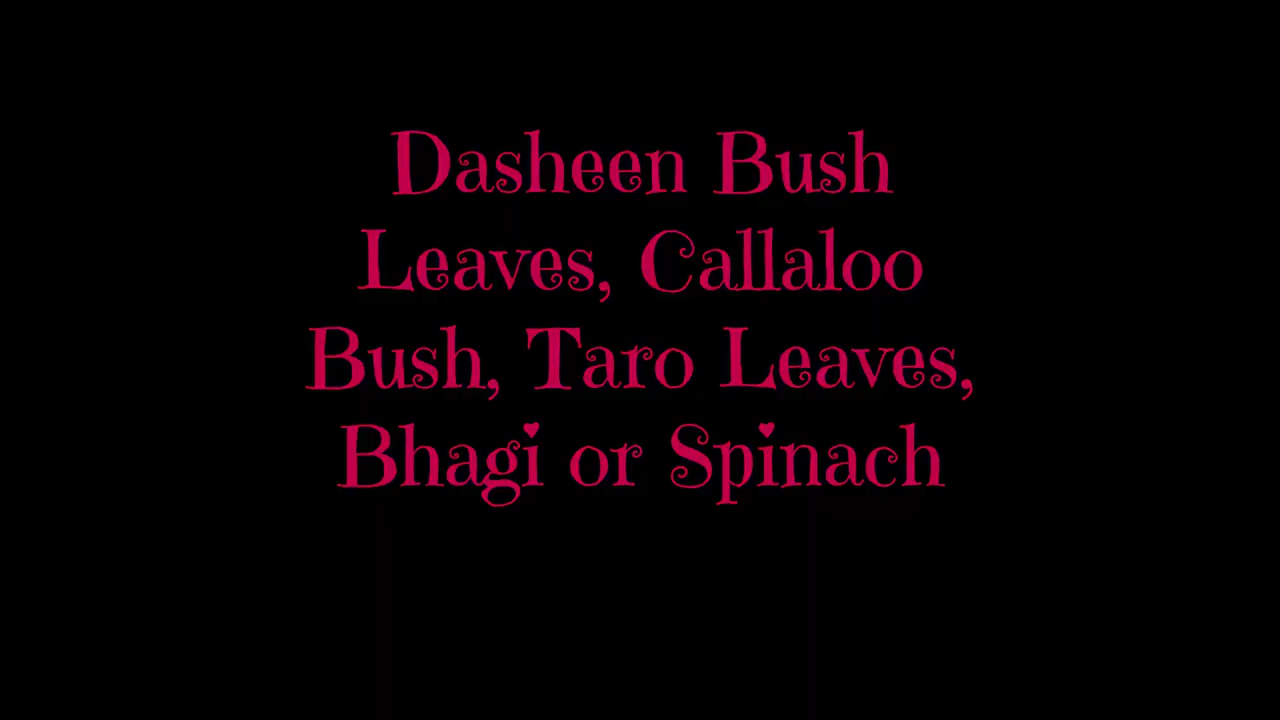 Dasheen Bush
Leaves, Callaloo
Bush, Taro Leaves,
Bhagi or Spinach